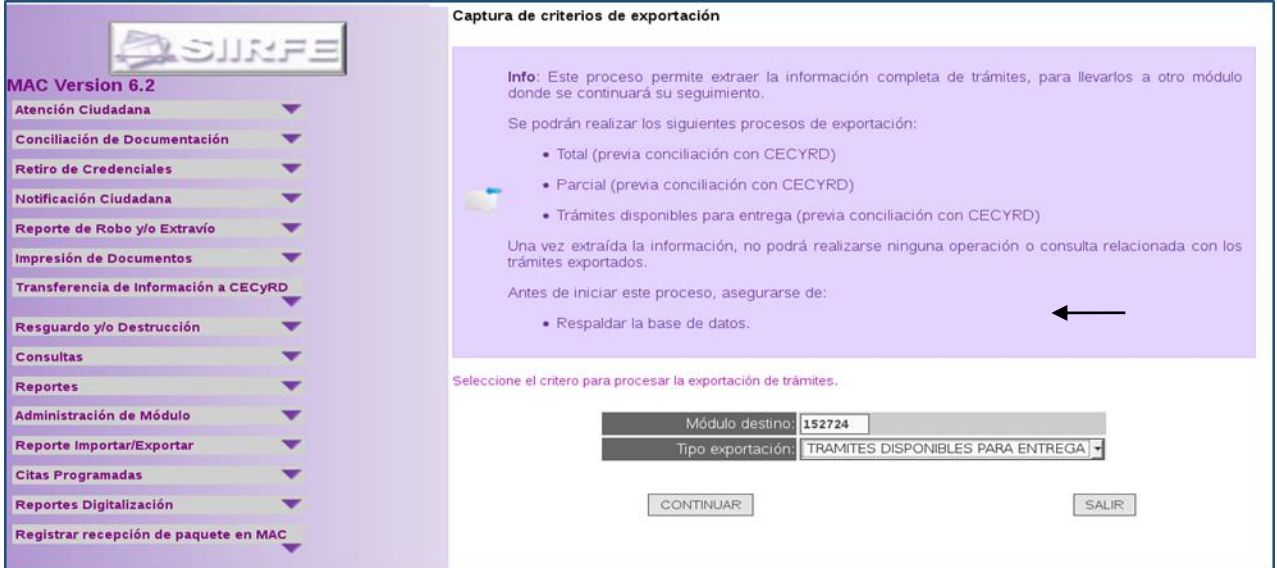 SIIRFE
MAC Version 6.2
Atención Ciudadana
Conciliación de Documentación
Retiro de Credenciales
Notificación Ciudadana
Reporte de Robo y/o Extravío
Impresión de Documentos
Transferencia de Información a CECyRD
Resguardo y/o Destrucción
Consultas
Reportes
Administración de Módulo
Reporte Importar/Exportar
Citas Programadas
Reportes Digitalización
Registrar recepción de paquete en MAC
Captura de criterios de exportación
Info: Este proceso permite extraer la información completa de trámites, para llevarlos a otro módulo
donde se continuará su seguimiento.
Se podrán realizar los siguientes procesos de exportación:
• Total (previa conciliación con CECYRD)
• Parcial (previa conciliación con CECYRD)
• Trámites disponibles para entrega (previa conciliación con CECYRD)
Una vez extraída la información, no podrá realizarse ninguna operación o consulta relacionada con los
trámites exportados.
Antes de iniciar este proceso, asegurarse de:
• Respaldar la base de datos.
Seleccione el critero para procesar la exportación de trámites.
Módulo destino: 152724
Tipo exportación: TRAMITES DISPONIBLES PARA ENTREGA
CONTINUAR SALIR